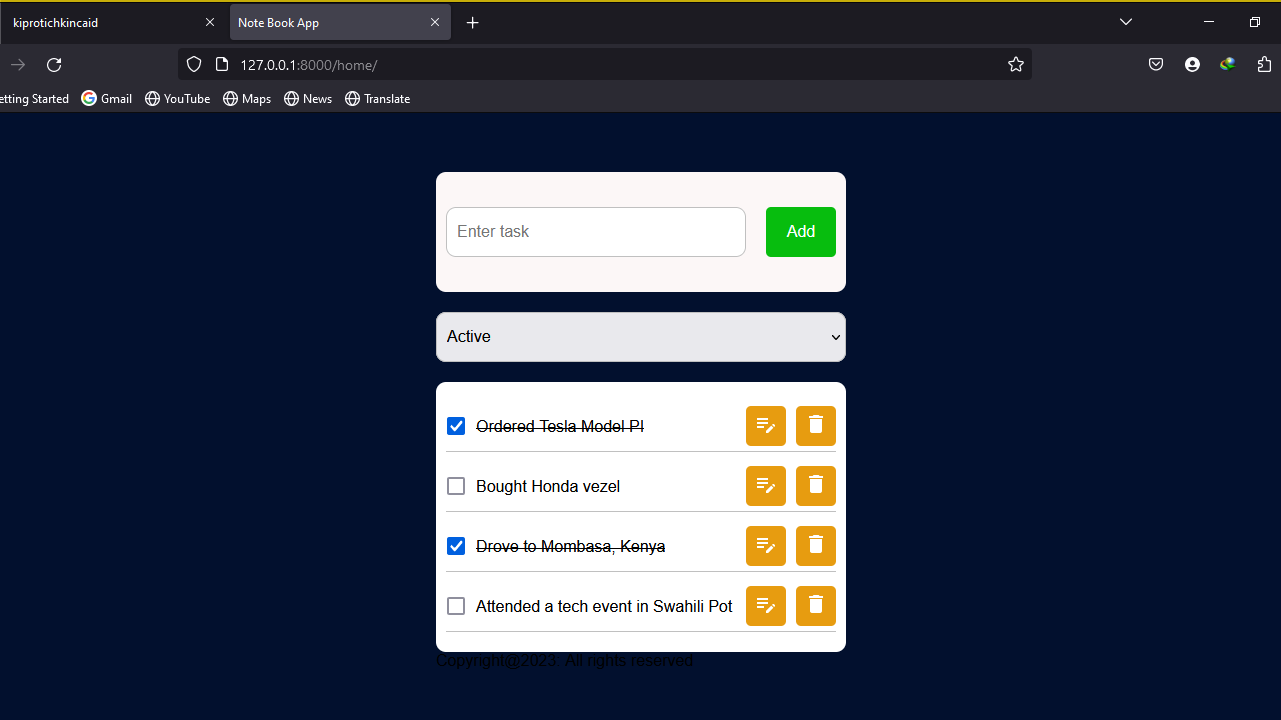 kiprotichkincaid
Note Book App
127.0.0.1:8000/home/
etting Started
Gmail
YouTube
Maps
News
Translate
Enter task
Add
Active
Ordered Tesla Model PI
Bought Honda vezel
Drove to Mombasa, Kenya
Attended a tech event in Swahili Pot
Copyright@2023. All rights reserved